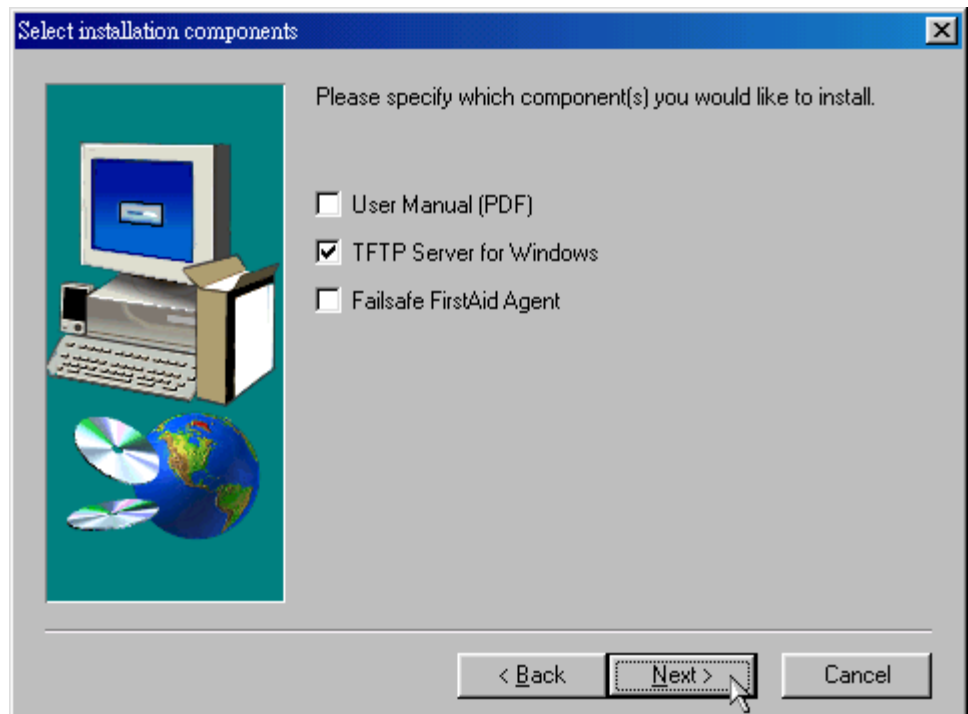 Select installation components
Please specify which component(s) you would like to install.
User Manual (PDF)
TFTP Server for Windows
Failsafe FirstAid Agent
< Back
Next >
Cancel